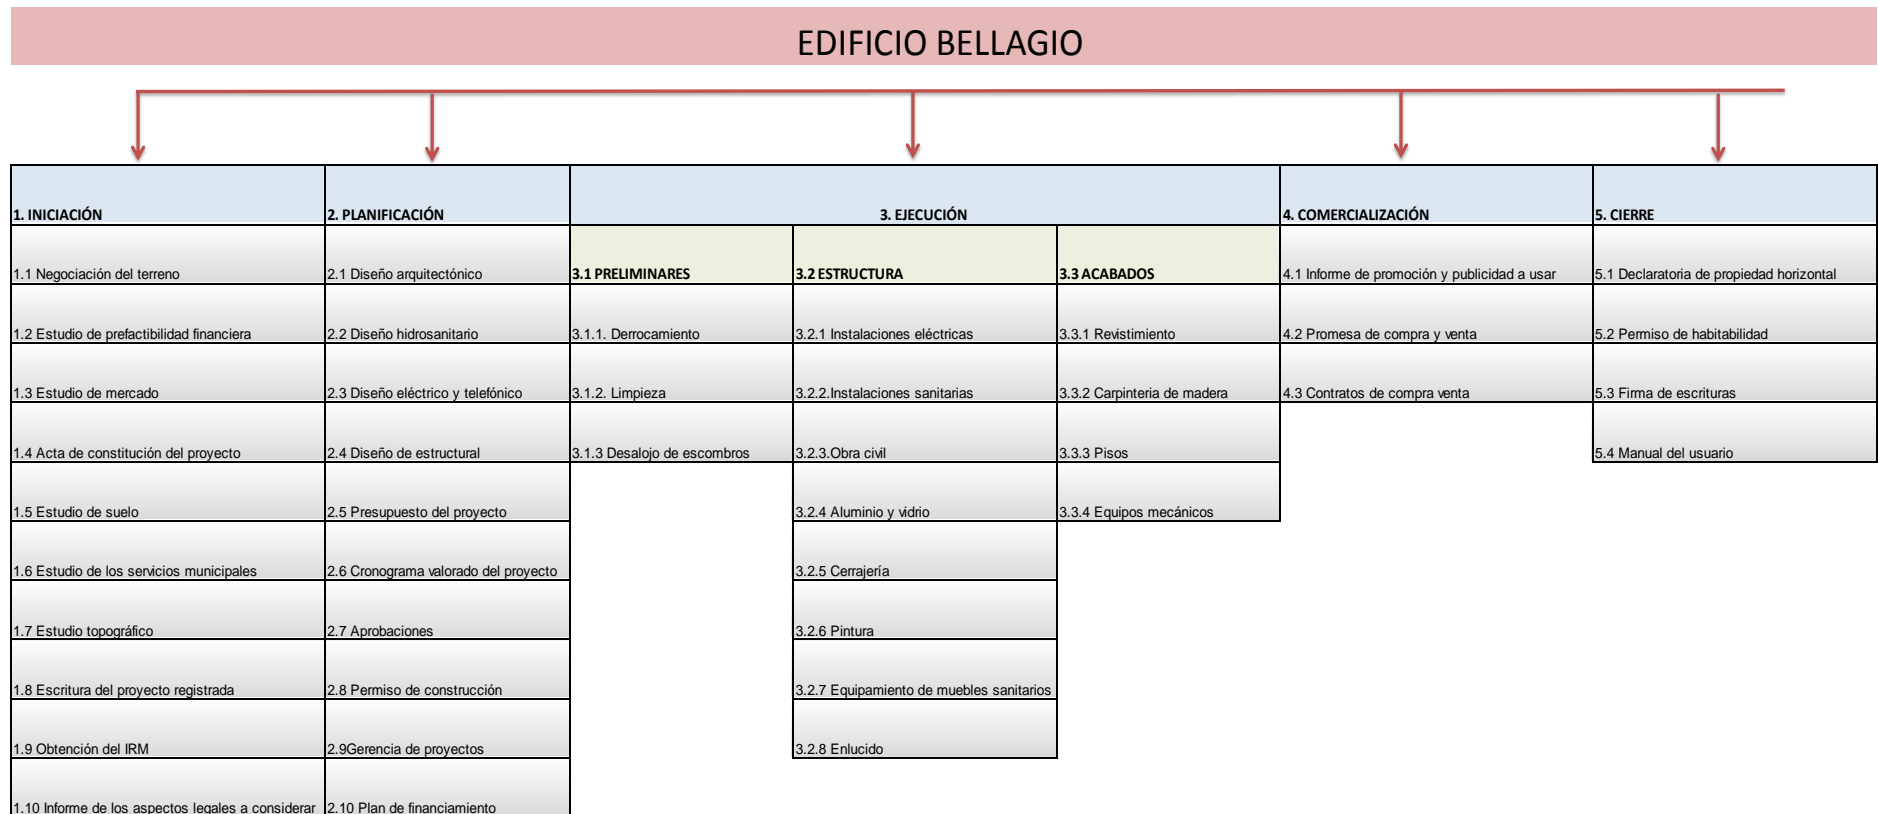 EDIFICIO BELLAGIO
1. INICIACIÓN
2. PLANIFICACIÓN
3. EJECUCIÓN
4. COMERCIALIZACIÓN
5. CIERRE
1.1 Negociación del terreno
2.1 Diseño arquitectónico
3.1 PRELIMINARES
3.2 ESTRUCTURA
3.3 ACABADOS
4.1 Informe de promoción y publicidad a usar
5.1 Declaratoria de propiedad horizontal
1.2 Estudio de prefactibilidad financiera
2.2 Diseño hidrosanitario
3.1.1. Derrocamiento
3.2.1 Instalaciones eléctricas
3.3.1 Revistimiento
4.2 Promesa de compra y venta
5.2 Permiso de habitabilidad
1.3 Estudio de mercado
2.3 Diseño eléctrico y telefónico
3.1.2. Limpieza
3.2.2.Instalaciones sanitarias
3.3.2 Carpinteria de madera
4.3 Contratos de compra venta
5.3 Firma de escrituras
1.4 Acta de constitución del proyecto
2.4 Diseño de estructural
3.1.3 Desalojo de escombros
3.2.3.Obra civil
3.3.3 Pisos
5.4 Manual del usuario
1.5 Estudio de suelo
2.5 Presupuesto del proyecto
3.2.4 Aluminio y vidrio
3.3.4 Equipos mecánicos
1.6 Estudio de los servicios municipales
2.6 Cronograma valorado del proyecto
3.2.5 Cerrajería
1.7 Estudio topográfico
2.7 Aprobaciones
3.2.6 Pintura
1.8 Escritura del proyecto registrada
2.8 Permiso de construcción
3.2.7 Equipamiento de muebles sanitarios
1.9 Obtención del IRM
2.9Gerencia de proyectos
3.2.8 Enlucido
1.10 Informe de los aspectos legales a considerar
2.10 Plan de financiamiento